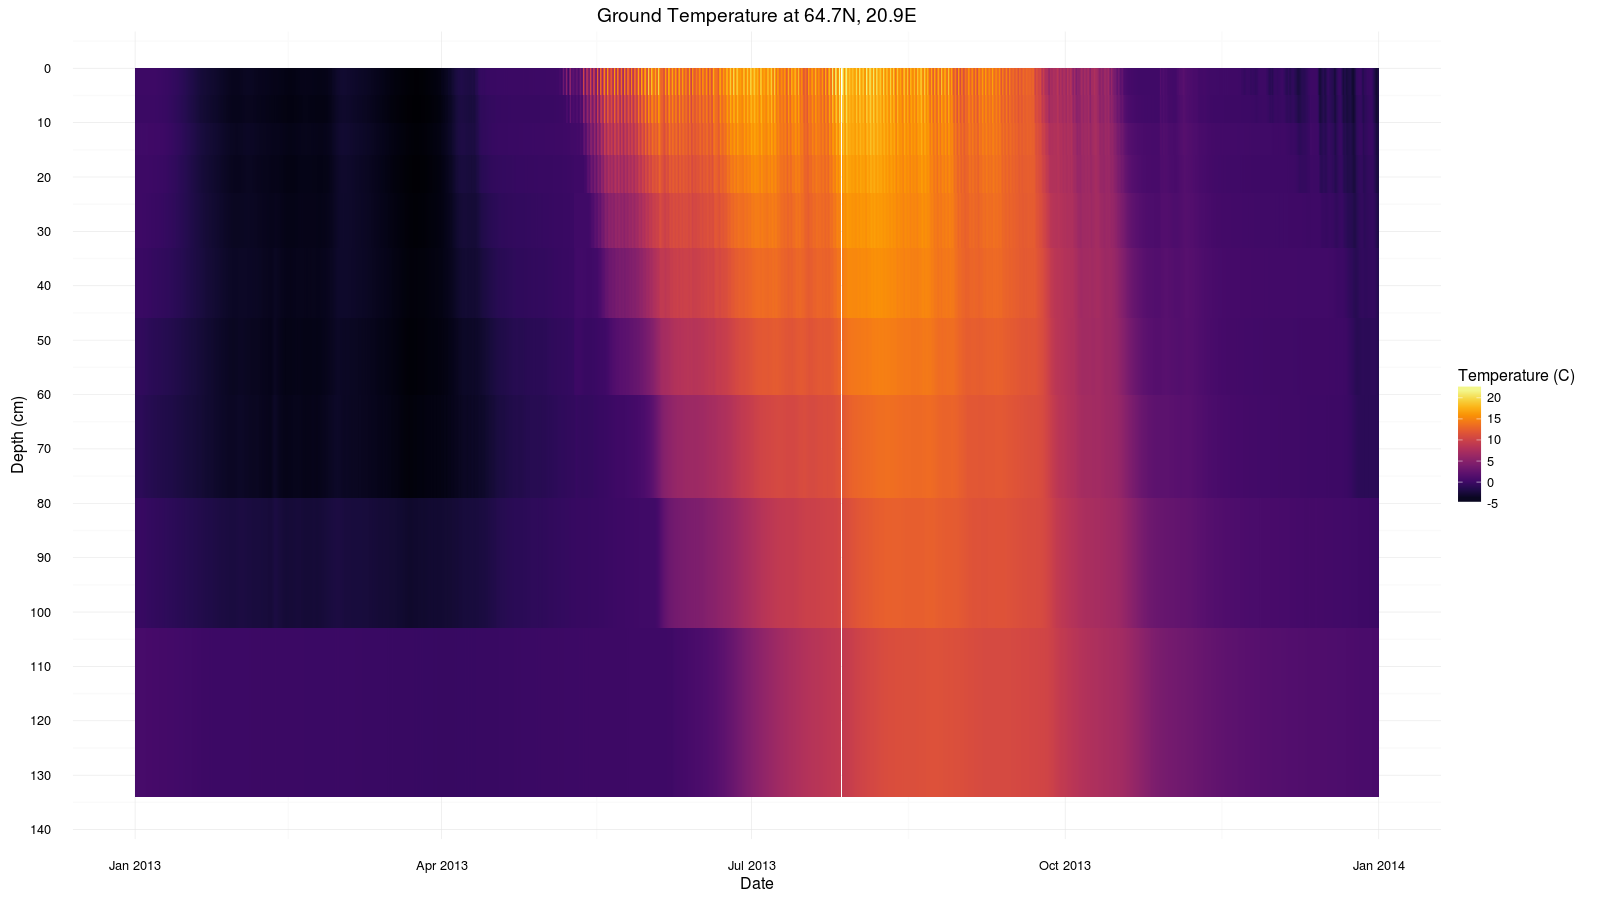 Ground Temperature at 64.7N, 20.9E
Depth (cm)
0
10
20
30
40
50
60
70
80
90
100
110
120
130
140
Jan 2013
Apr 2013
Jul 2013
Oct 2013
Jan 2014
Date
Temperature (C)
20
15
10
5
0
-5